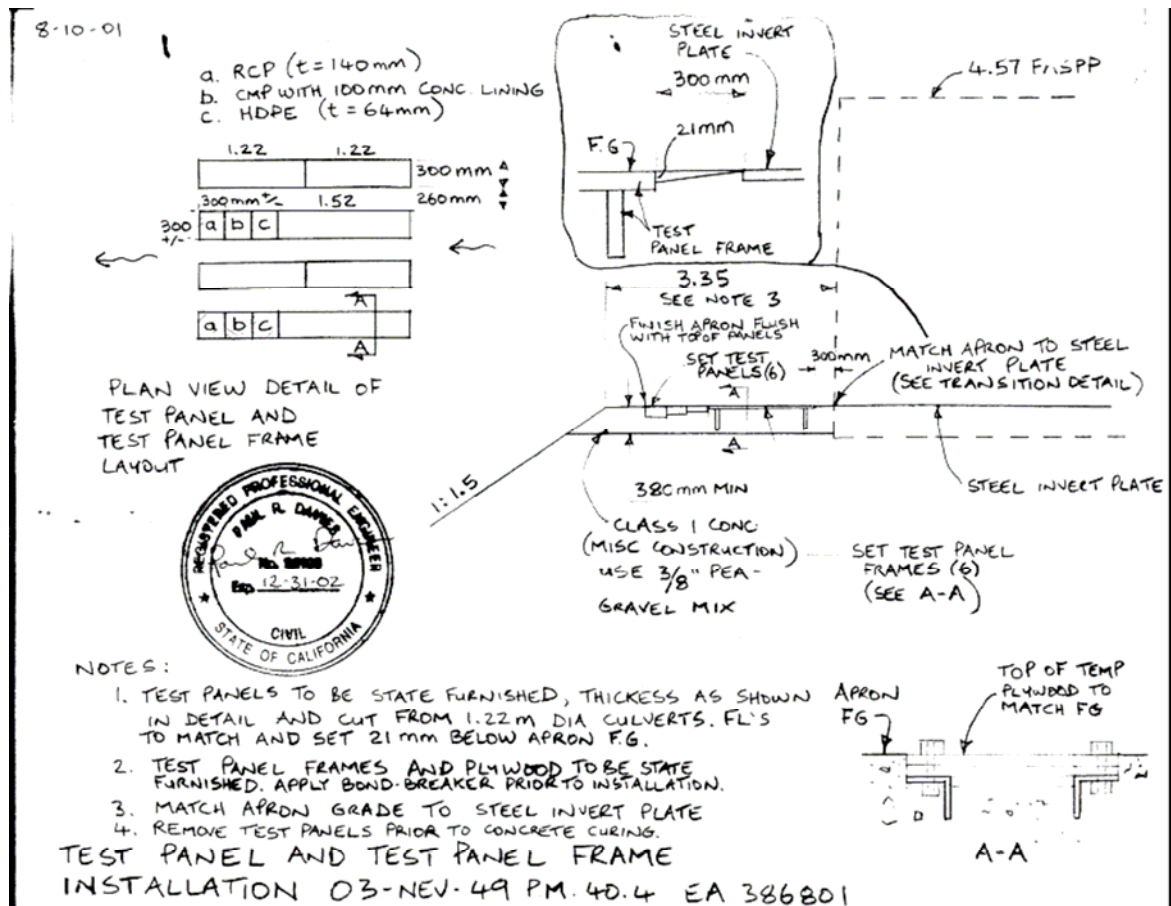 8-10-01
a. RCP (t=140mm)
b. CMP WITH 100mm CONC. LINING
c. HDPE (t=64mm)
1.22 1.22
300mm
300mm +/- 1.52 260mm
300 +/-
a b c
a b c
A
A
PLAN VIEW DETAIL OF
TEST PANEL AND
TEST PANEL FRAME
LAYOUT
STEEL INVERT
PLATE
300 mm
21mm
F.G
TEST
PANEL FRAME
4.57
3.35
SEE NOTE 3
FINISH APRON FLUSH
WITH TOP OF PANELS
SET TEST
PANELS (6)
300mm
MATCH APRON TO STEEL
INVERT PLATE
(SEE TRANSITION DETAIL)
A
A
1:1.5
380mm MIN
STEEL INVERT PLATE
CLASS 1 CONC
(MISC CONSTRUCTION)
USE 3/8" PEA-
GRAVEL MIX
SET TEST PANEL
FRAMES (6)
(SEE A-A)
REGISTERED PROFESSIONAL ENGINEER
PAUL R. DAVIES
No.
Exp. 12-31-02
CIVIL
STATE OF CALIFORNIA
NOTES:
1. TEST PANELS TO BE STATE FURNISHED, THICKESS AS SHOWN
IN DETAIL AND CUT FROM 1.22m DIA CULVERTS. FL'S
TO MATCH AND SET 21mm BELOW APRON F.G.
2. TEST PANEL FRAMES AND PLYWOOD TO BE STATE
FURNISHED. APPLY BOND-BREAKER PRIOR TO INSTALLATION.
3. MATCH APRON GRADE TO STEEL INVERT PLATE
4. REMOVE TEST PANELS PRIOR TO CONCRETE CURING.
APRON
FG
TOP OF TEMP
PLYWOOD TO
MATCH FG
A-A
TEST PANEL AND TEST PANEL FRAME
INSTALLATION 03-NEV-49 PM. 40.4 EA 386801